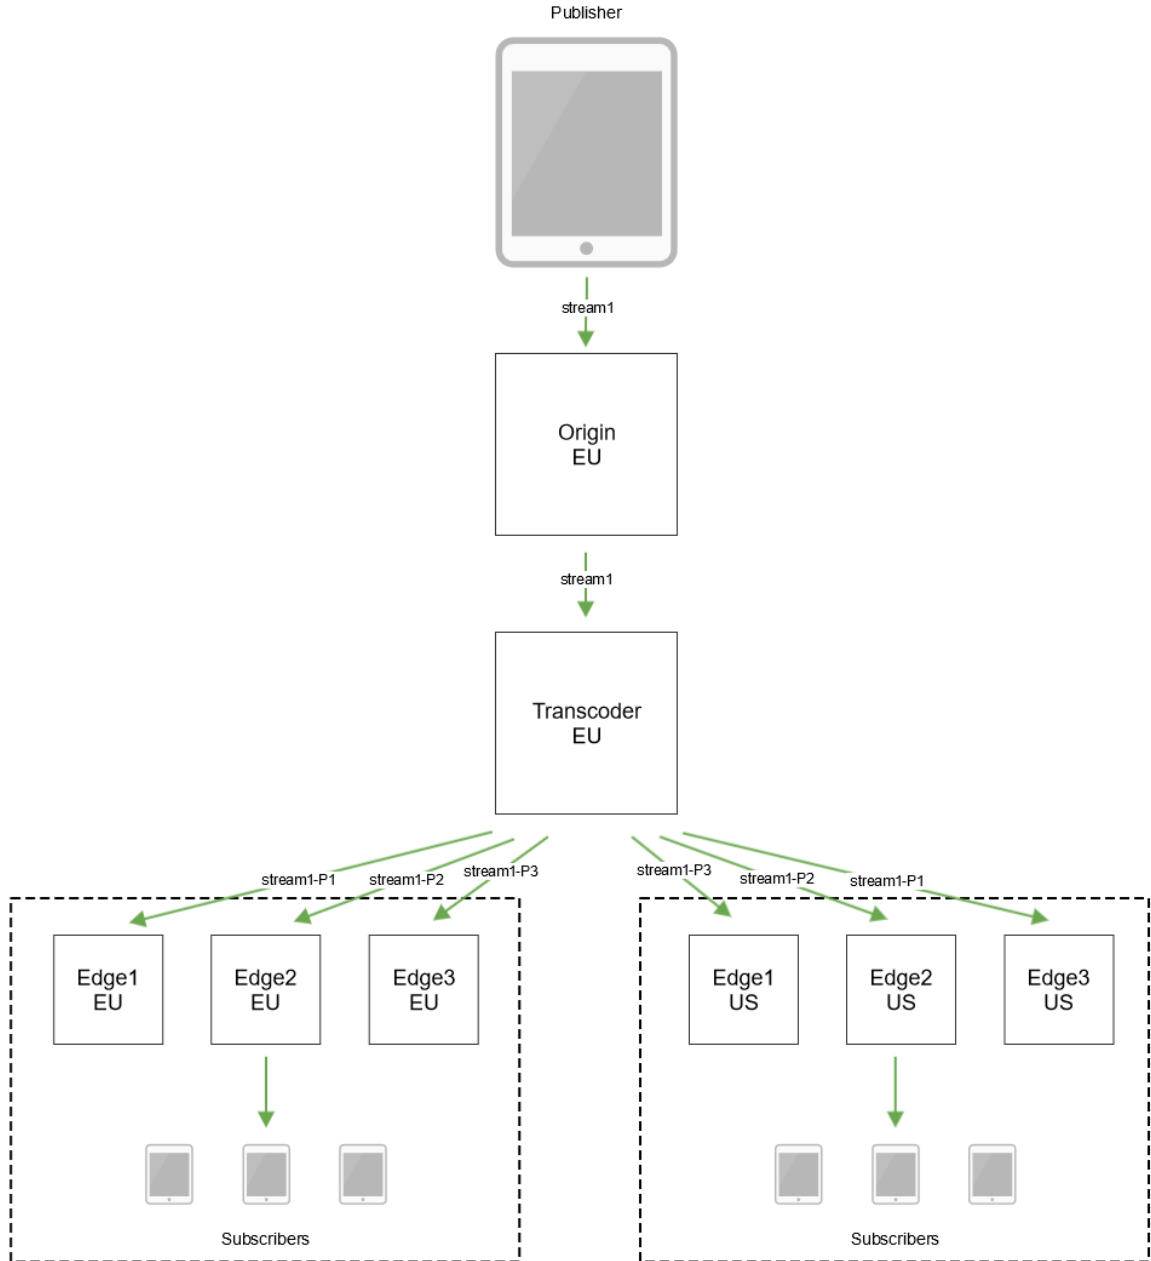 Publisher
stream1
Origin
EU
stream1
Transcoder
EU
stream1-P1
stream1-P2
stream1-P3
stream1-P3
stream1-P2
stream1-P1
Edge1
EU
Edge2
EU
Edge3
EU
Edge1
US
Edge2
US
Edge3
US
Subscribers
Subscribers